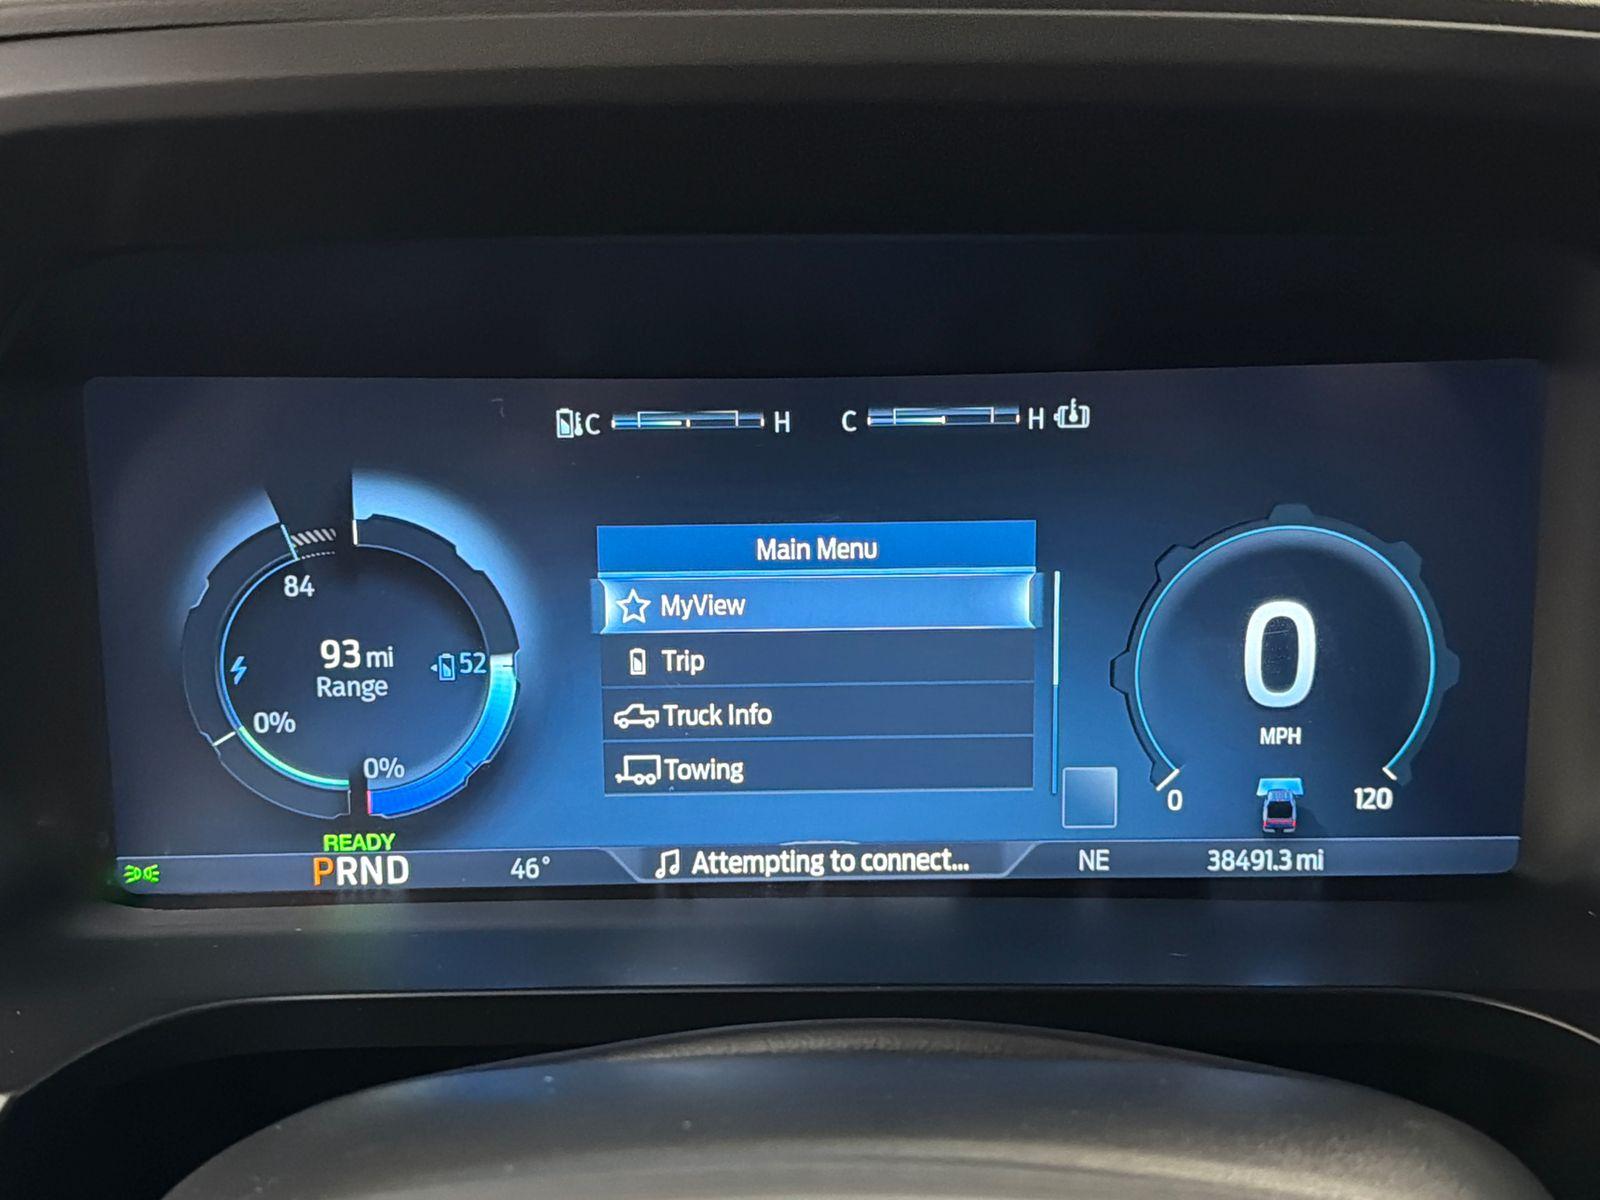 C H C H
84
93 mi
Range
52
0%
0%
Main Menu
MyView
Trip
Truck Info
Towing
0
MPH
0 120
READY
PRND 46° Attempting to connect... NE 38491.3 mi